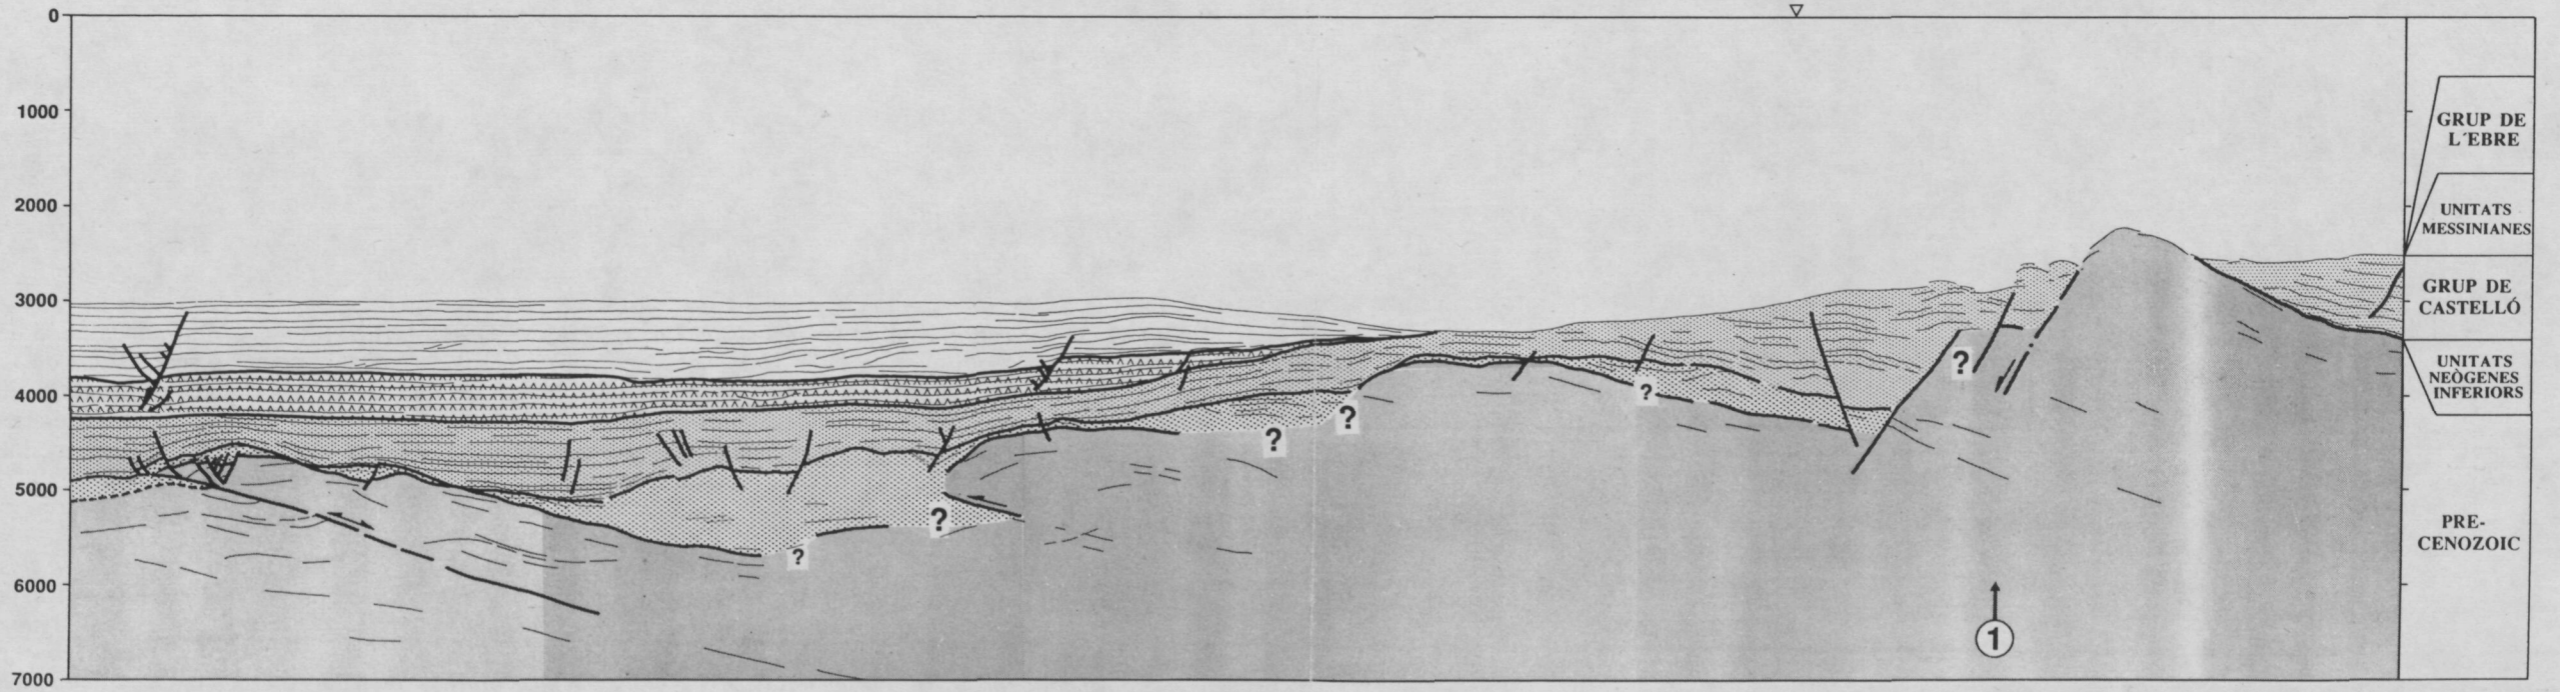 0
1000
2000
3000
4000
5000
6000
7000
GRUP DE
L´EBRE
UNITATS
MESSINIANES
GRUP DE
CASTELLÓ
UNITATS
NEÒGENES
INFERIORS
PRE-
CENOZOIC
?
?
?
?
?
?
1